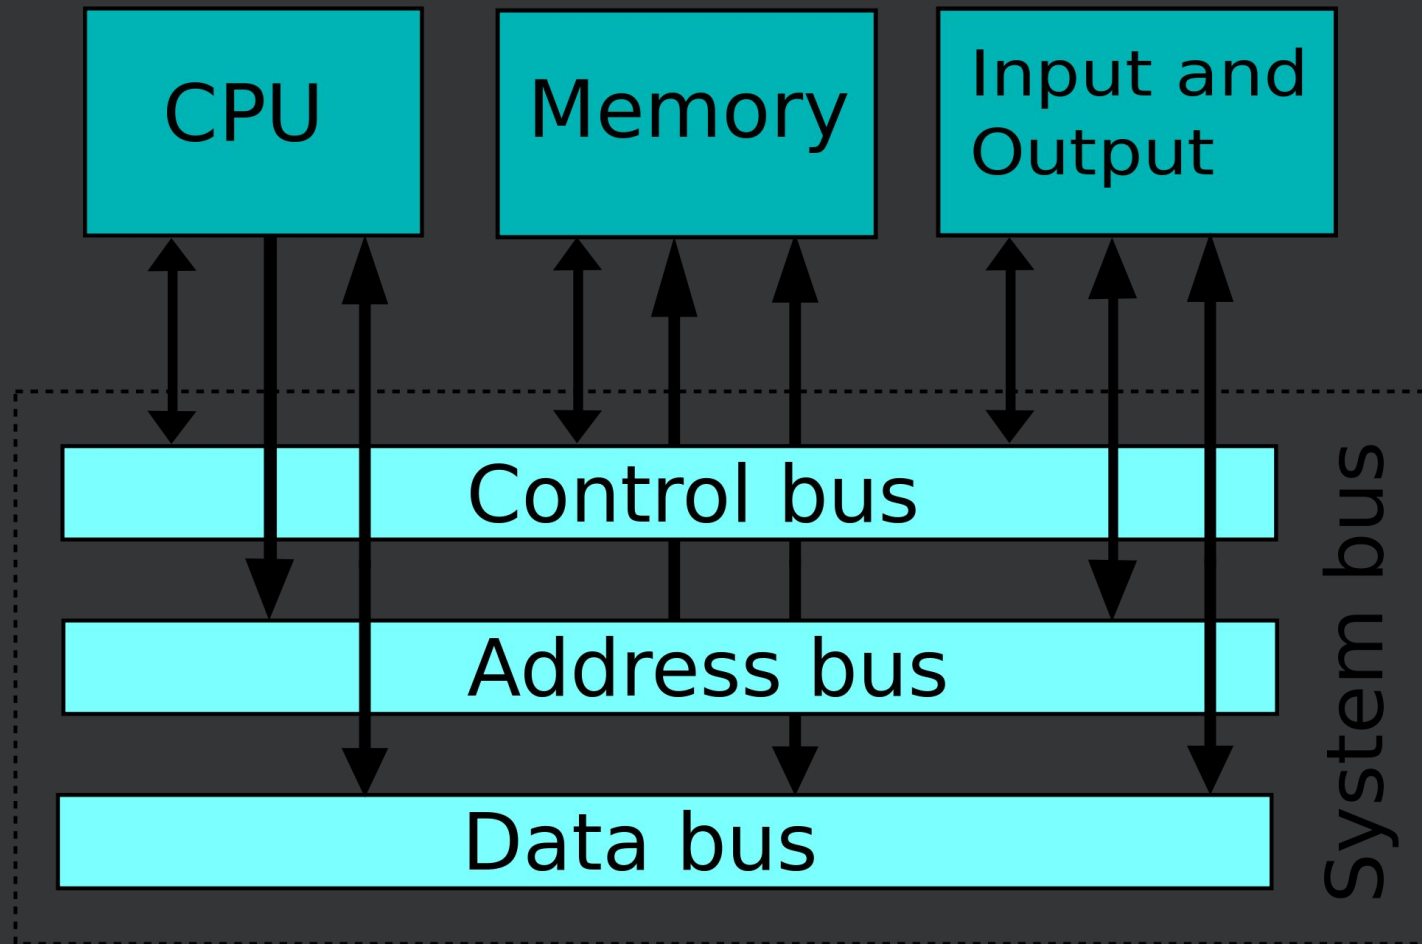 CPU
Memory
Input and
Output
Control bus
Address bus
Data bus
System bus